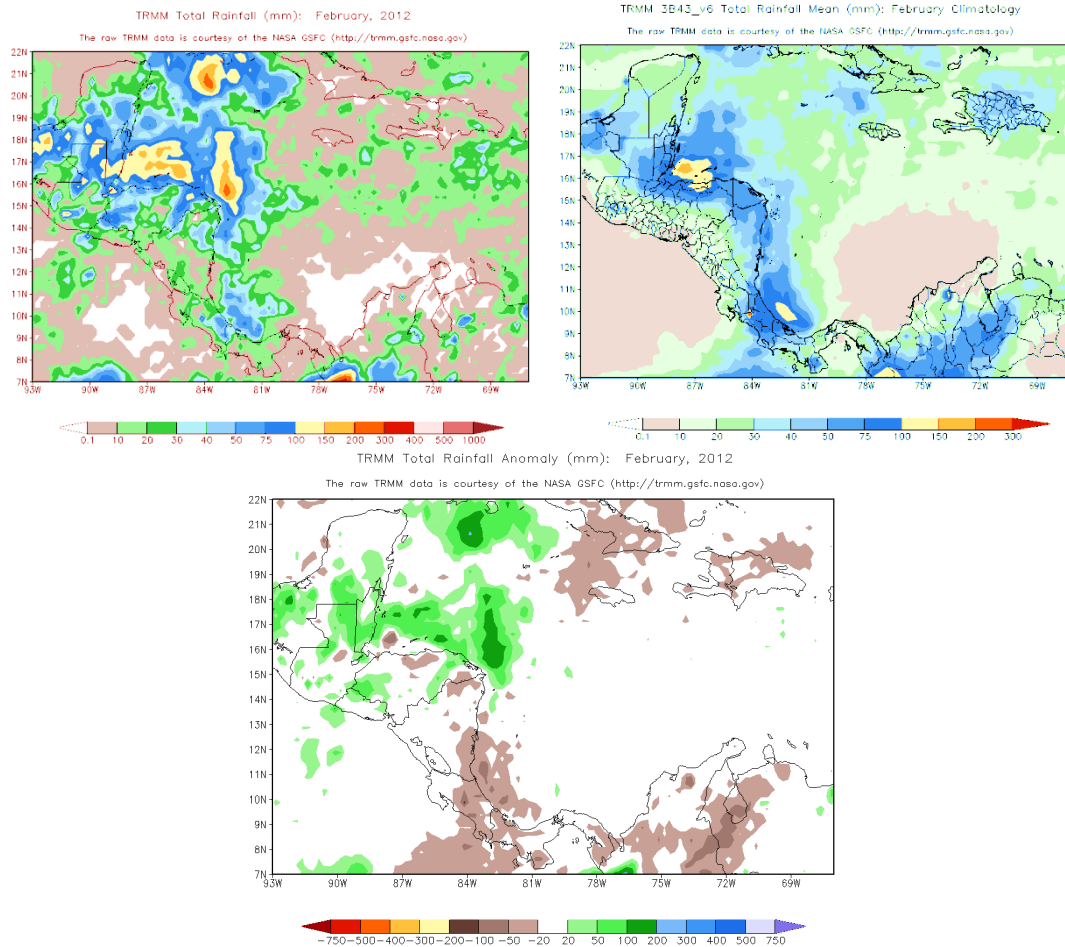 TRMM Total Rainfall (mm): February, 2012
The raw TRMM data is courtesy of the NASA GSFC (http://trmm.gsfc.nasa.gov)
22N
21N
20N
19N
18N
17N
16N
15N
14N
13N
12N
11N
10N
9N
8N
7N
93W 90W 87W 84W 81W 78W 75W 72W 69W
0.1 10 20 30 40 50 75 100 150 200 300 400 500 1000
TRMM 3B43_v6 Total Rainfall Mean (mm): February Climatology
The raw TRMM data is courtesy of the NASA GSFC (http://trmm.gsfc.nasa.gov)
22N
21N
20N
19N
18N
17N
16N
15N
14N
13N
12N
11N
10N
9N
8N
7N
93W 90W 87W 84W 81W 78W 75W 72W 69W
0.1 10 20 30 40 50 75 100 150 200 300
TRMM Total Rainfall Anomaly (mm): February, 2012
The raw TRMM data is courtesy of the NASA GSFC (http://trmm.gsfc.nasa.gov)
22N
21N
20N
19N
18N
17N
16N
15N
14N
13N
12N
11N
10N
9N
8N
7N
93W 90W 87W 84W 81W 78W 75W 72W 69W
-750 -500 -400 -300 -200 -100 -50 -20 20 50 100 200 300 400 500 750